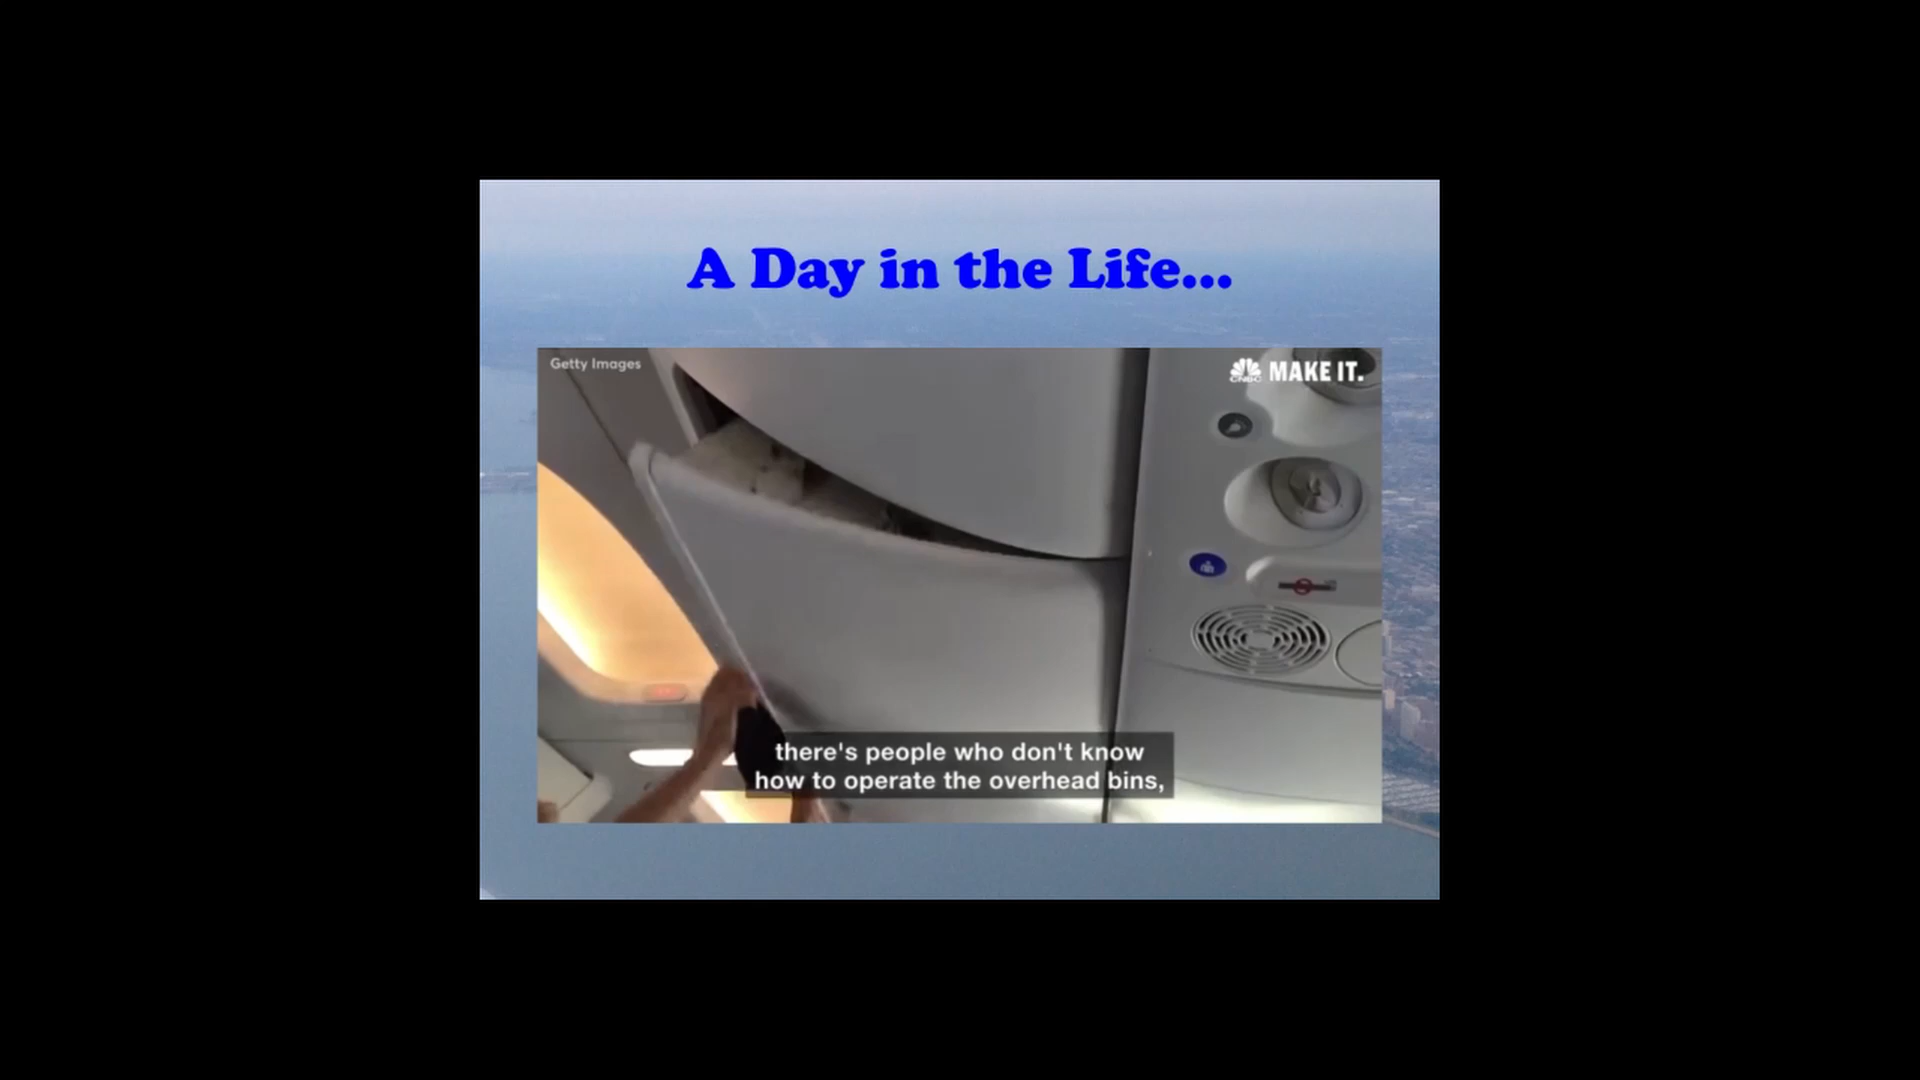 A Day in the Life...
Getty Images
CNBC MAKE IT.
there's people who don't know
how to operate the overhead bins,